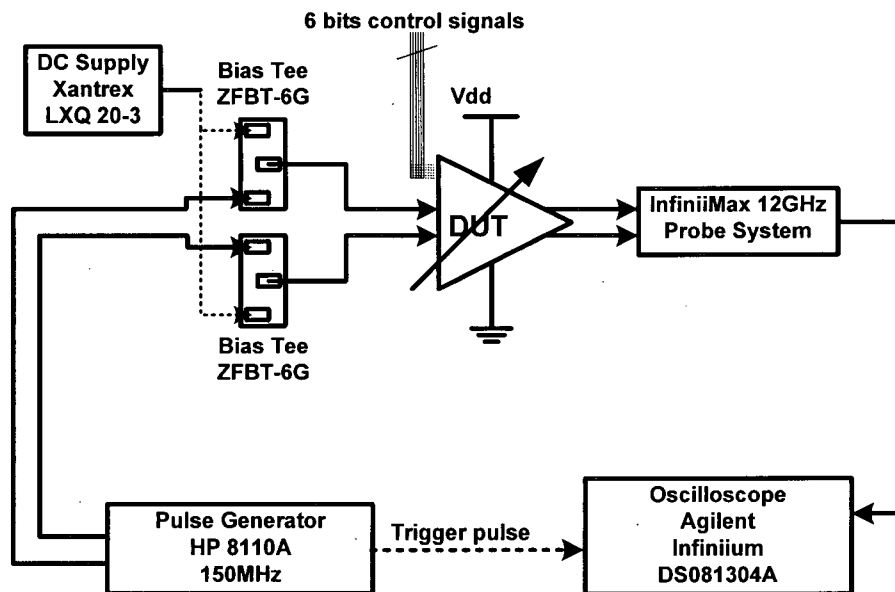 6 bits control signals
DC Supply
Xantrex
LXQ 20-3
Bias Tee
ZFBT-6G
Vdd
DUT
InfiniiMax 12GHz
Probe System
Bias Tee
ZFBT-6G
Pulse Generator
HP 8110A
150MHz
Trigger pulse
Oscilloscope
Agilent
Infiniium
DS081304A